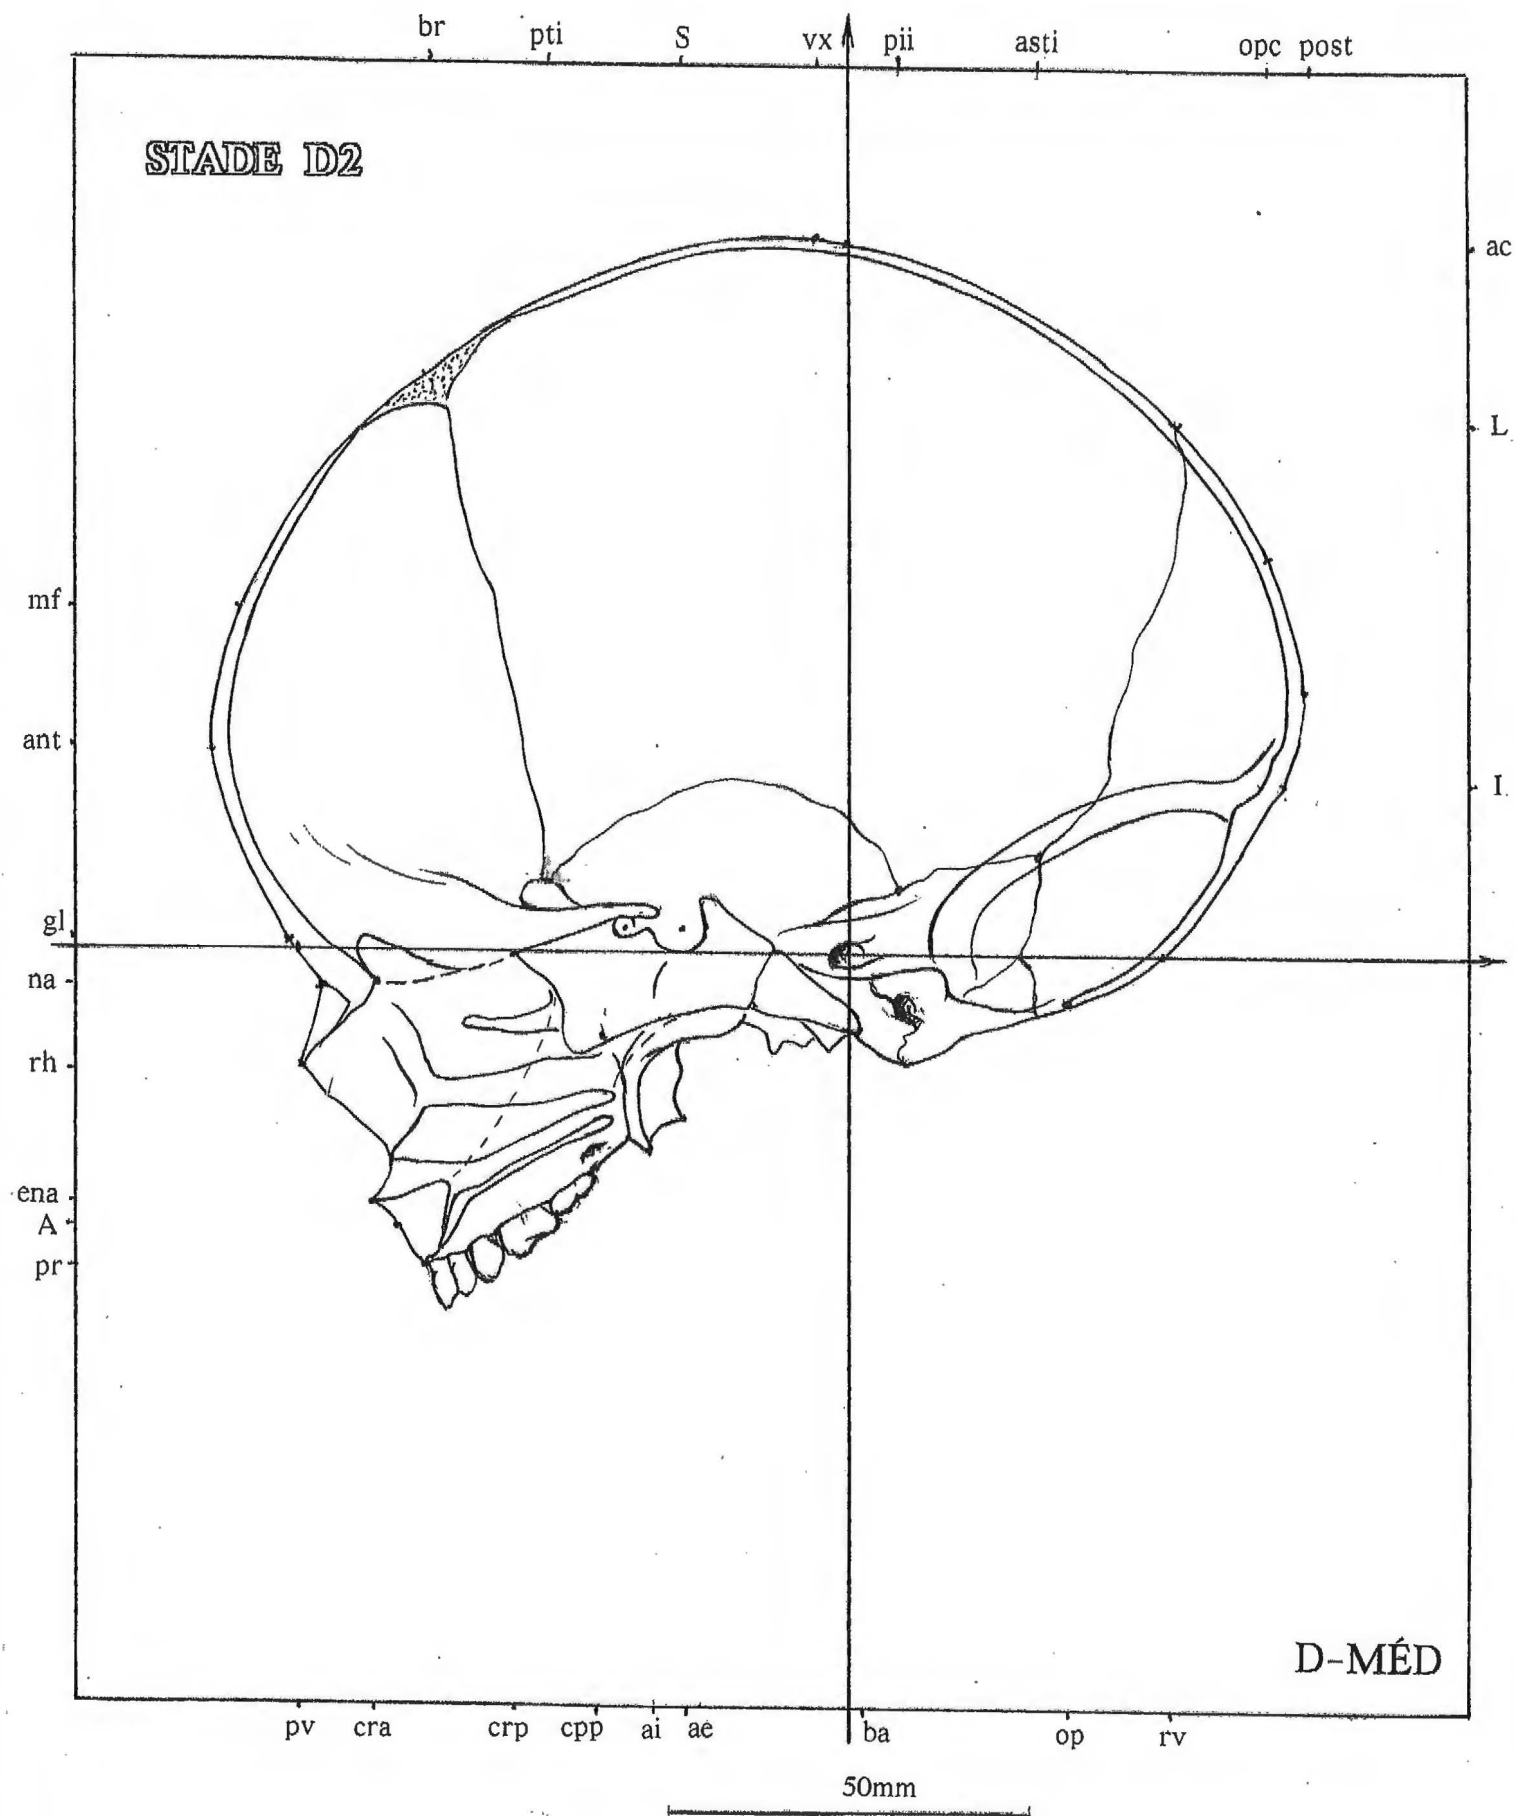 br pti S vx pii asti opc post
STADE D2
ac
L
mf
ant
I
gl
na
rh
ena
A
pr
D-MÉD
pv cra crp cpp ai ae ba op rv
50mm